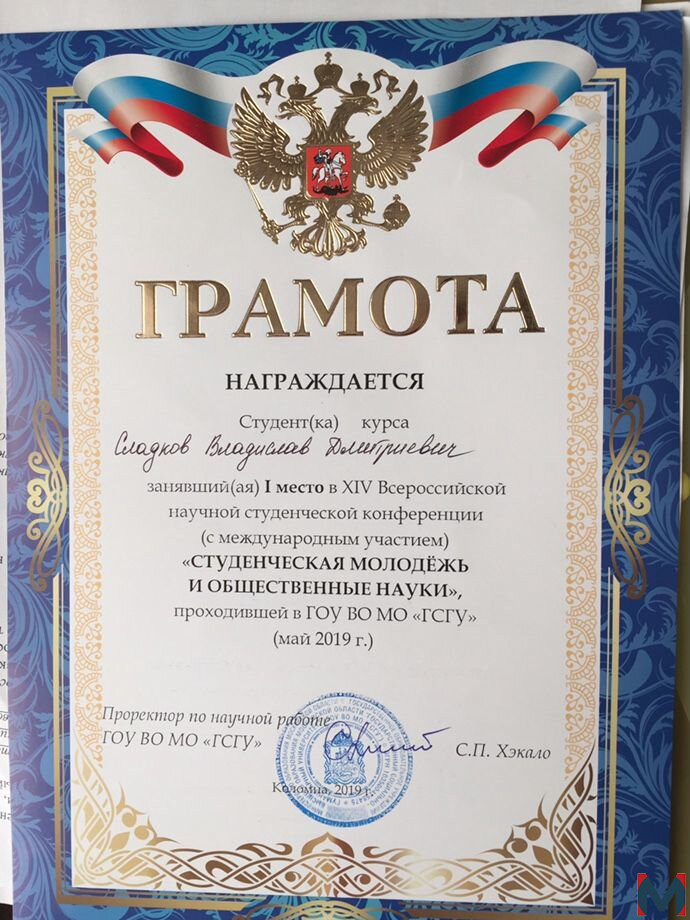 ГРАМОТА
НАГРАЖДАЕТСЯ
Студент(ка) курса
Сладков Владислав Дмитриевич
занявший(ая) I место в XIV Всероссийской
научной студенческой конференции
(с международным участием)
«СТУДЕНЧЕСКАЯ МОЛОДЁЖЬ
И ОБЩЕСТВЕННЫЕ НАУКИ»,
проходившей в ГОУ ВО МО «ГСГУ»
(май 2019 г.)
Проректор по научной работе
ГОУ ВО МО «ГСГУ»
С.П. Хэкало
Коломна, 2019 г.
М